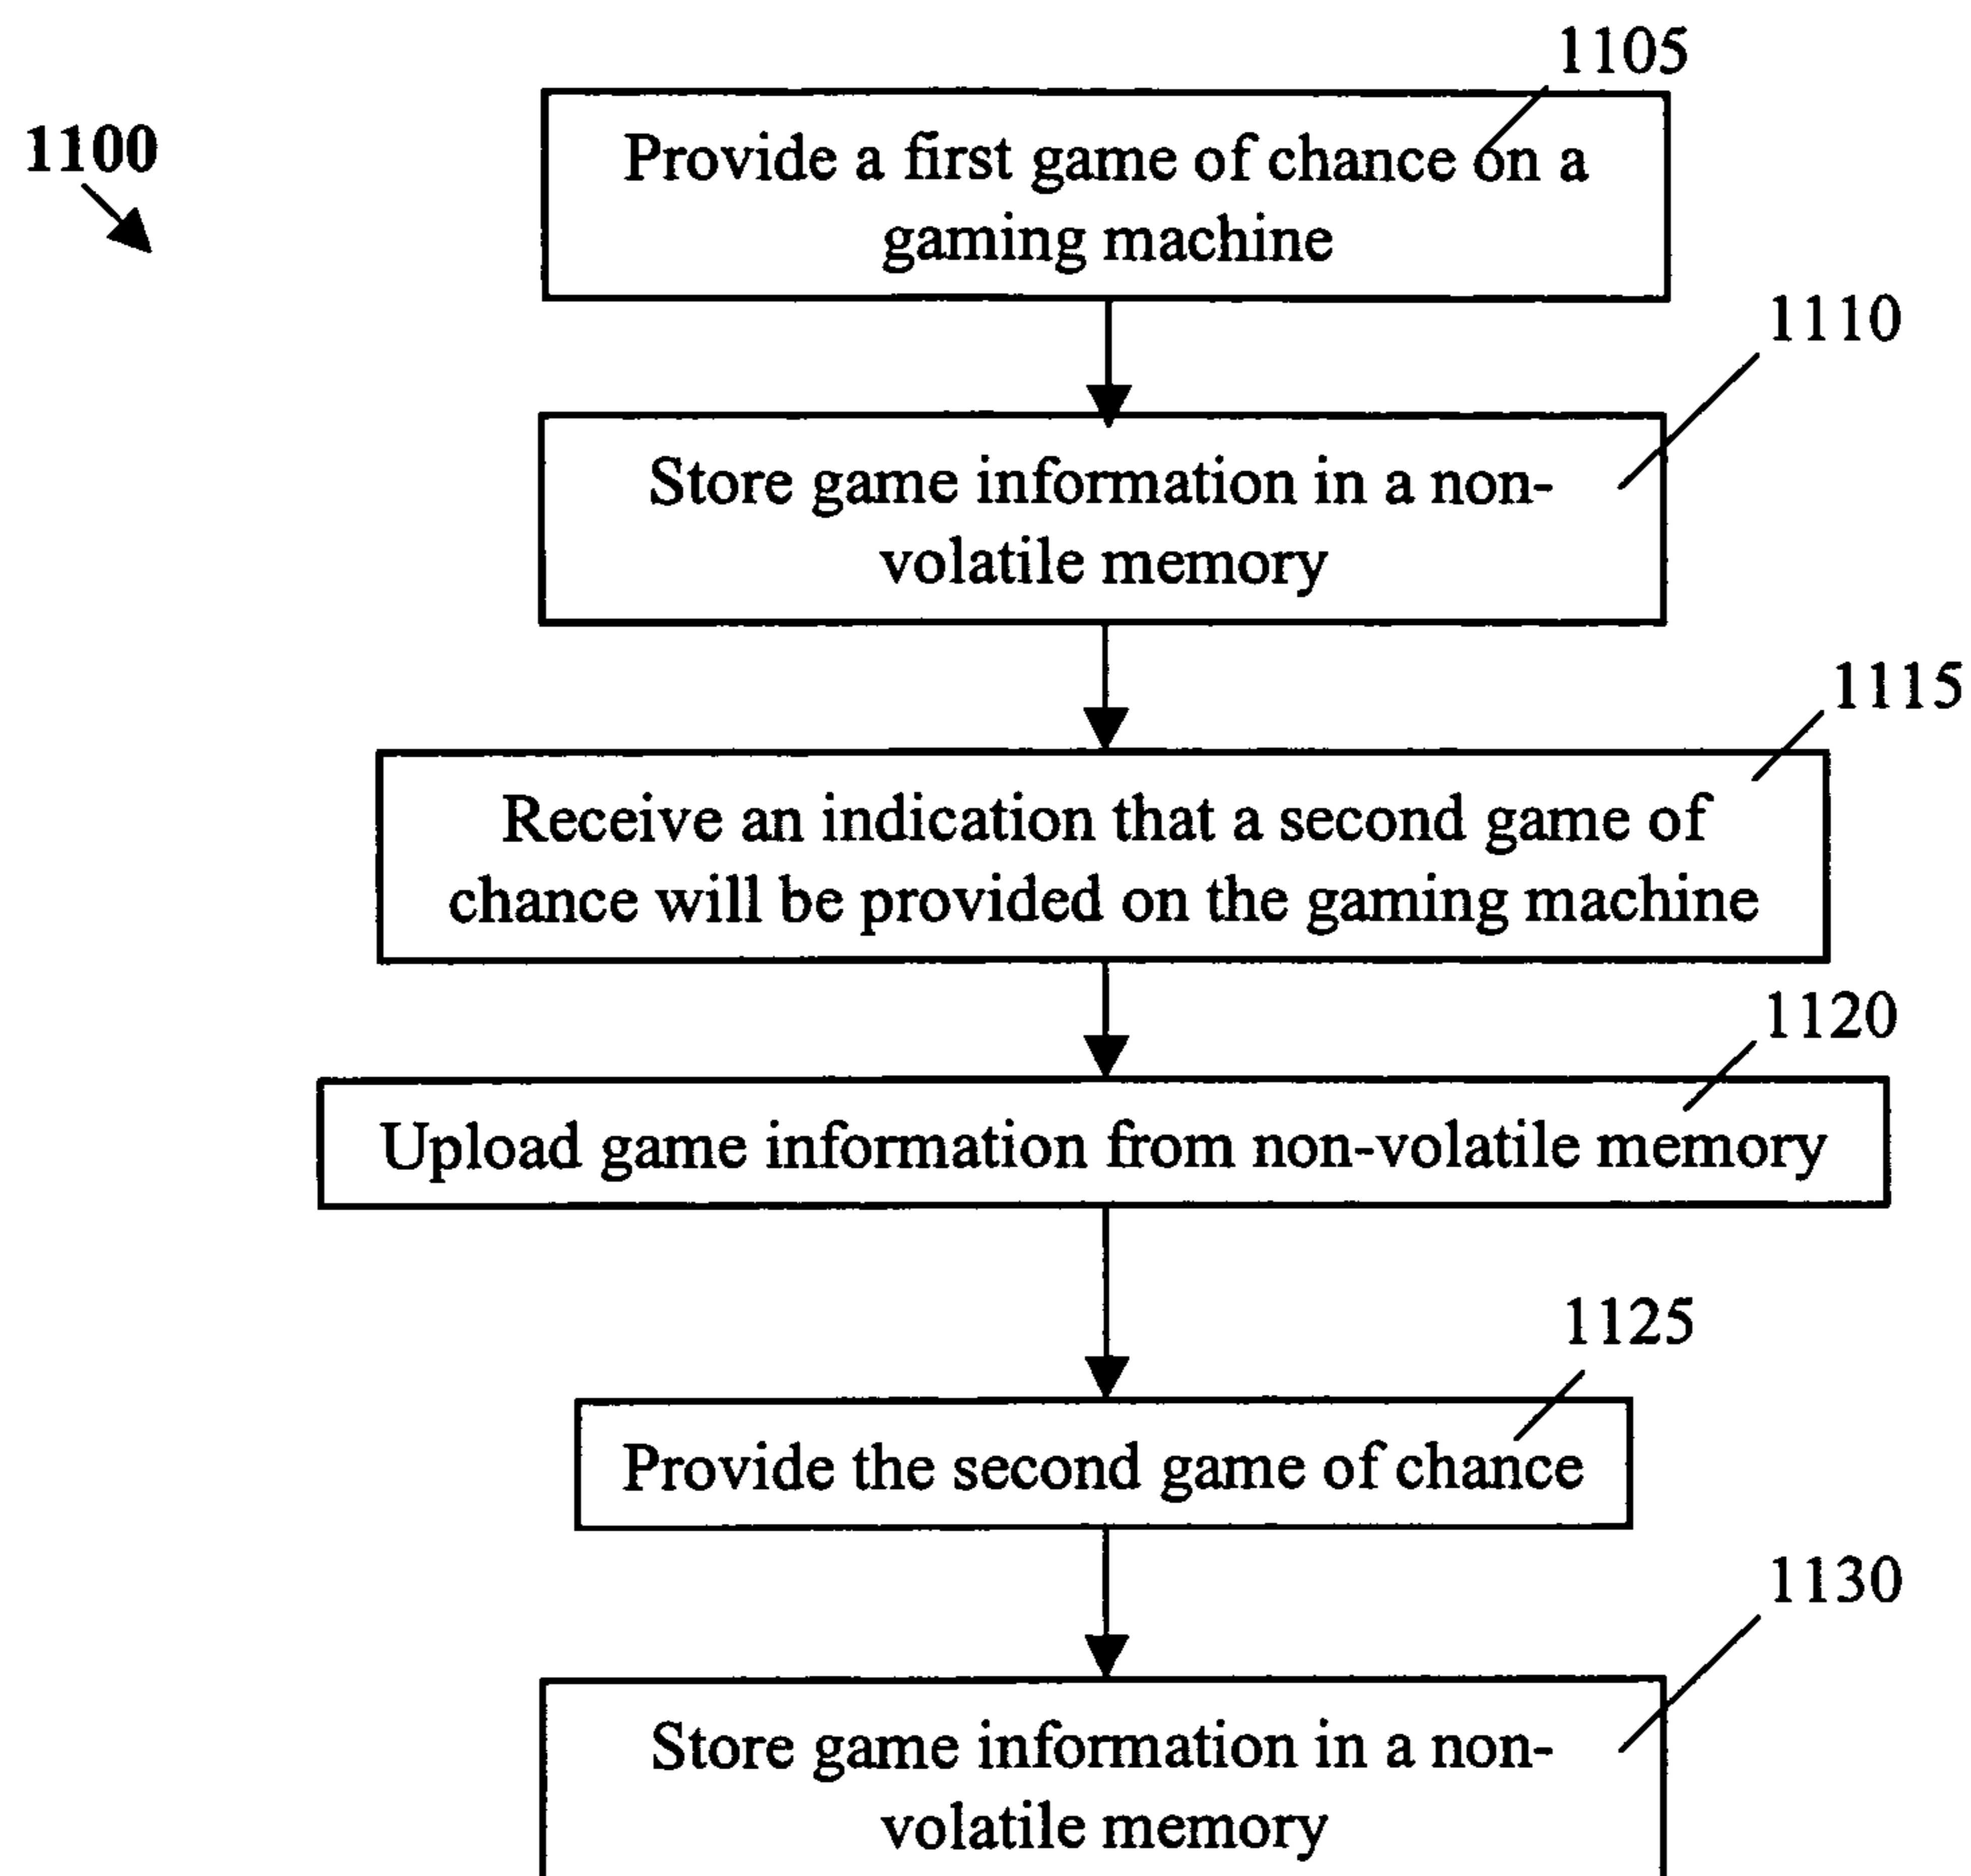 1105
1100
Provide a first game of chance on a
gaming machine
1110
Store game information in a non-
volatile memory
1115
Receive an indication that a second game of
chance will be provided on the gaming machine
1120
Upload game information from non-volatile memory
1125
Provide the second game of chance
1130
Store game information in a non-
volatile memory